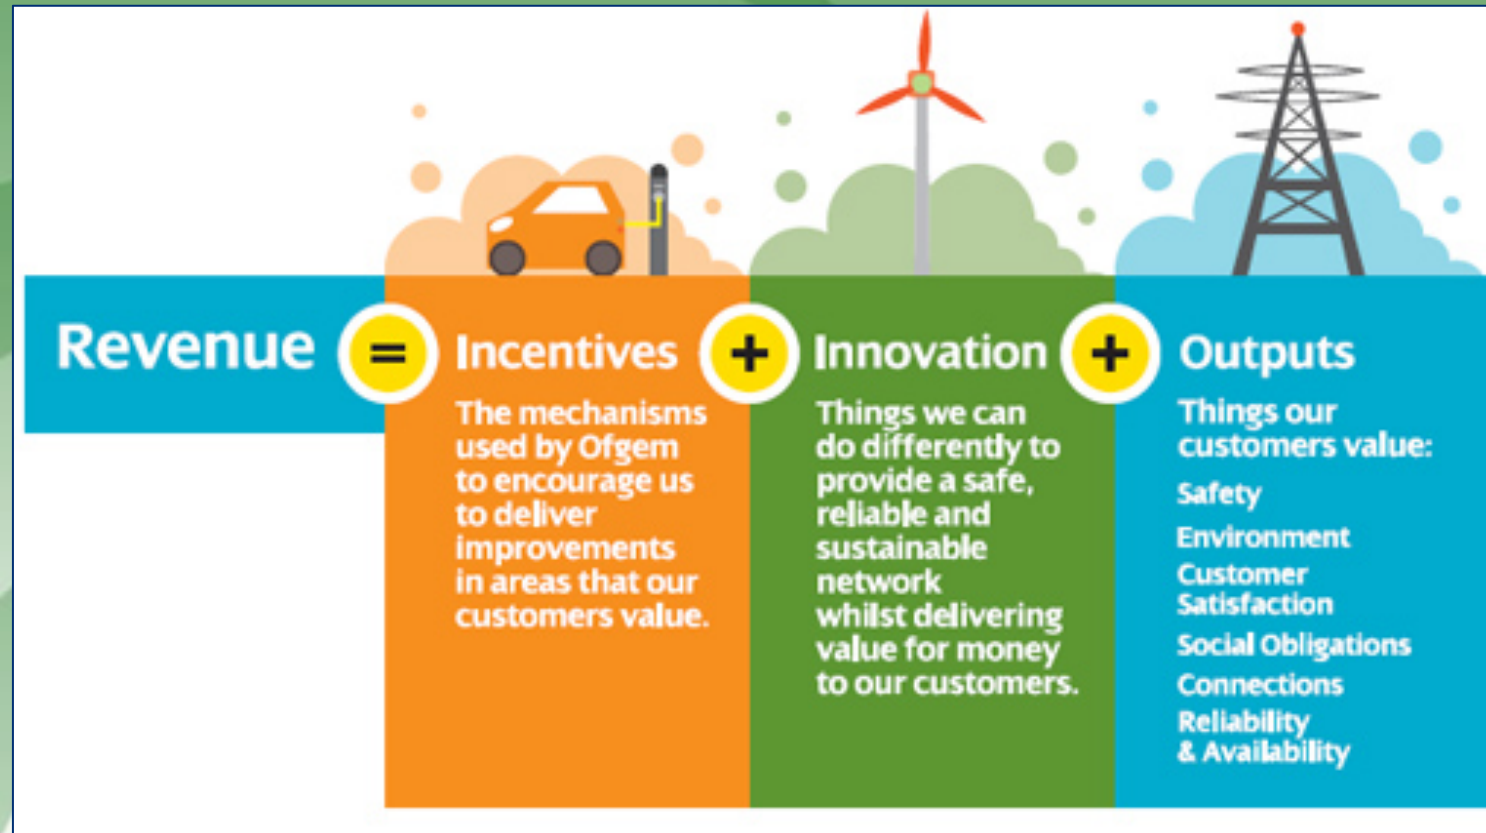 Revenue
=
Incentives
The mechanisms
used by Ofgem
to encourage us
to deliver
improvements
in areas that our
customers value.
+
Innovation
Things we can
do differently to
provide a safe,
reliable and
sustainable
network
whilst delivering
value for money
to our customers.
+
Outputs
Things our
customers value:
Safety
Environment
Customer
Satisfaction
Social Obligations
Connections
Reliability
& Availability